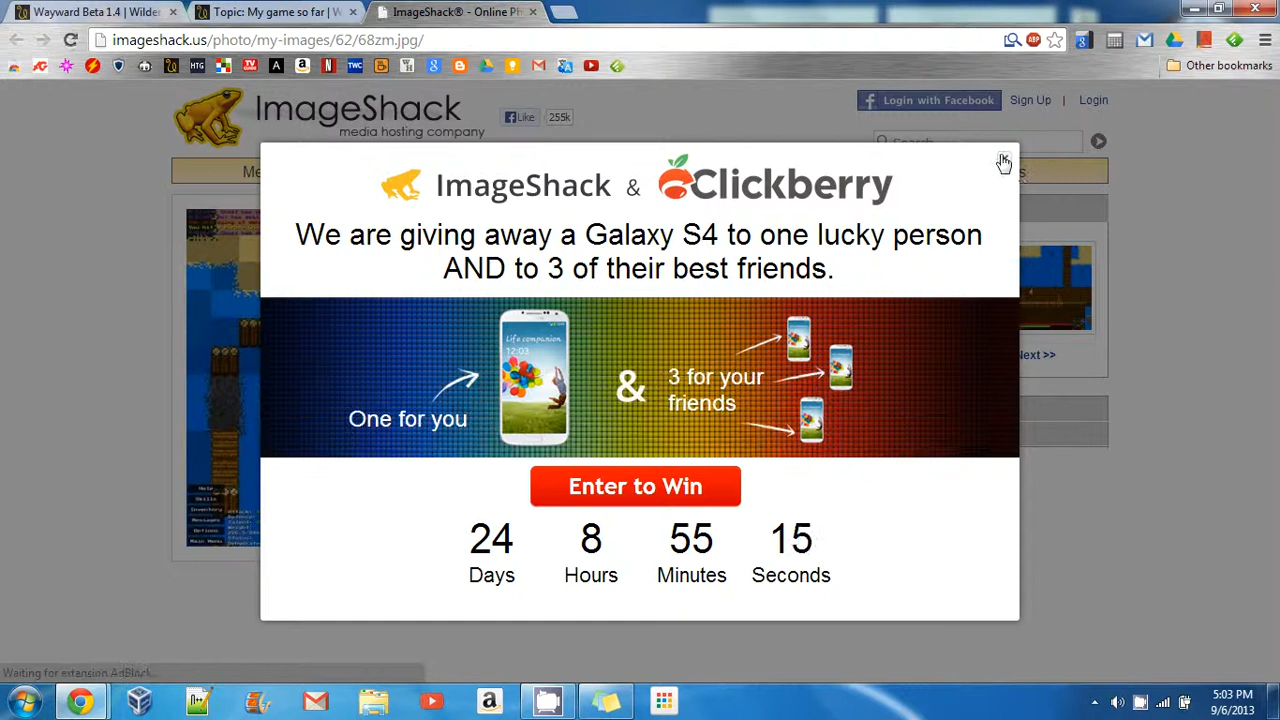 Wayward Beta 1.4 | Wilde
Topic: My game so far | W
ImageShack® - Online Ph
imageshack.us/photo/my-images/62/68zm.jpg/
Other bookmarks
ImageShack
media hosting company
Like
255k
Login with Facebook
Sign Up | Login
ImageShack & Clickberry
We are giving away a Galaxy S4 to one lucky person
AND to 3 of their best friends.
Life companion
12:03
One for you
&
3 for your
friends
Next >>
Enter to Win
24 8 55 15
Days Hours Minutes Seconds
Waiting for extension AdBlock...
5:03 PM
9/6/2013